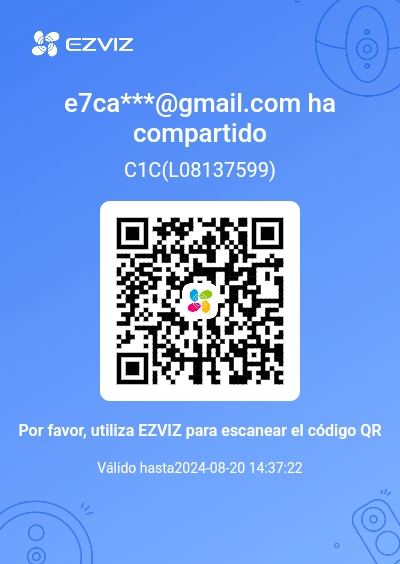 EZVIZ
e7ca***@gmail.com ha
compartido
C1C(L08137599)
Por favor, utiliza EZVIZ para escanear el código QR
Válido hasta2024-08-20 14:37:22